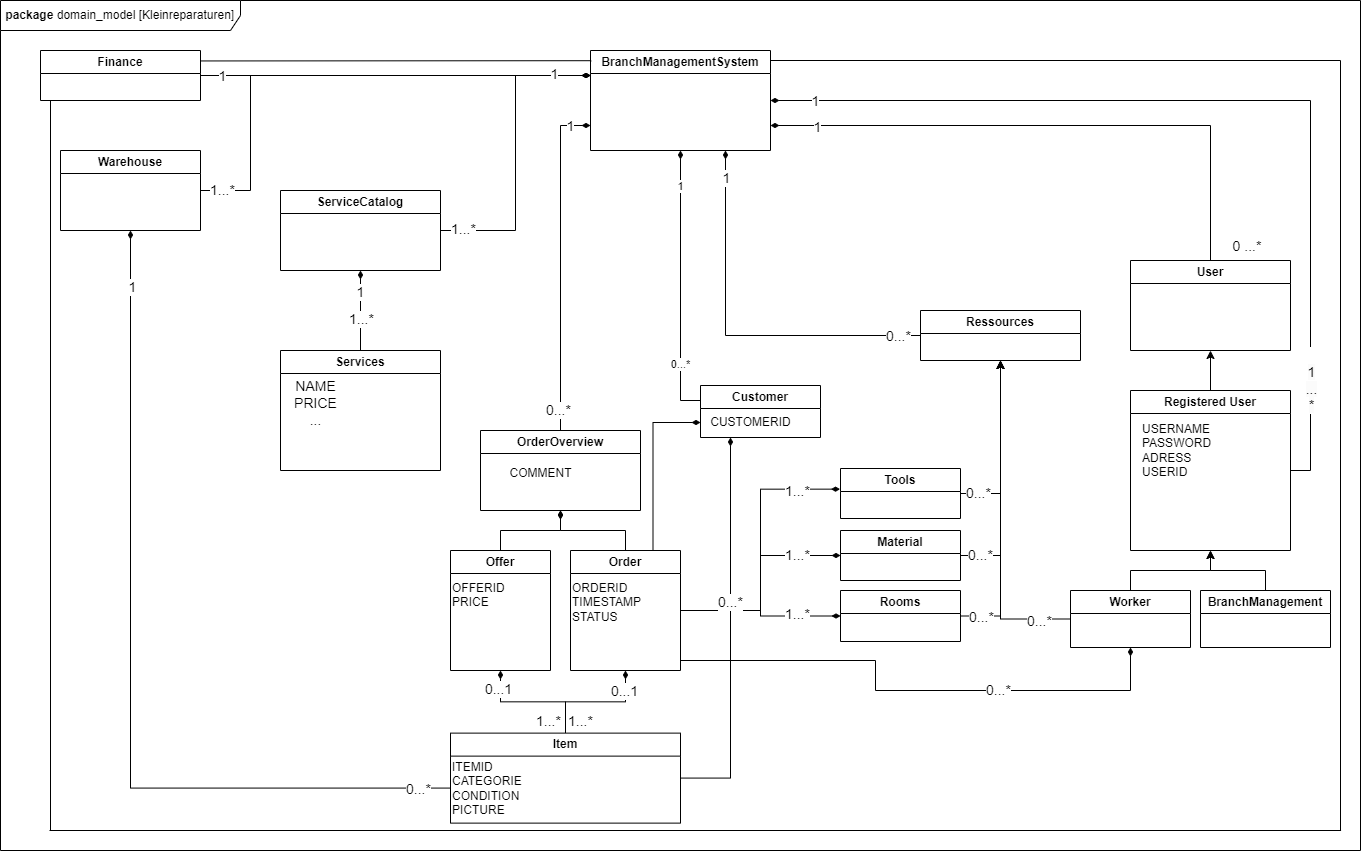 package domain_model [Kleinreparaturen]
Finance
BranchManagementSystem
1
1
1
1
1
Warehouse
1...*
ServiceCatalog
1...*
1
1
0 ...*
User
1
1
1...*
Ressources
0...*
Services
NAME
PRICE
...
0...*
1
...
*
Customer
CUSTOMERID
Registered User
USERNAME
PASSWORD
ADRESS
USERID
0...*
OrderOverview
COMMENT
Tools
1...*
0...*
Material
1...*
0...*
Offer
OFFERID
PRICE
Order
ORDERID
TIMESTAMP
STATUS
0...*
Rooms
1...*
0...*
0...*
Worker
BranchManagement
0...1
0...1
0...*
1...*
1...*
Item
ITEMID
CATEGORIE
CONDITION
PICTURE
0...*